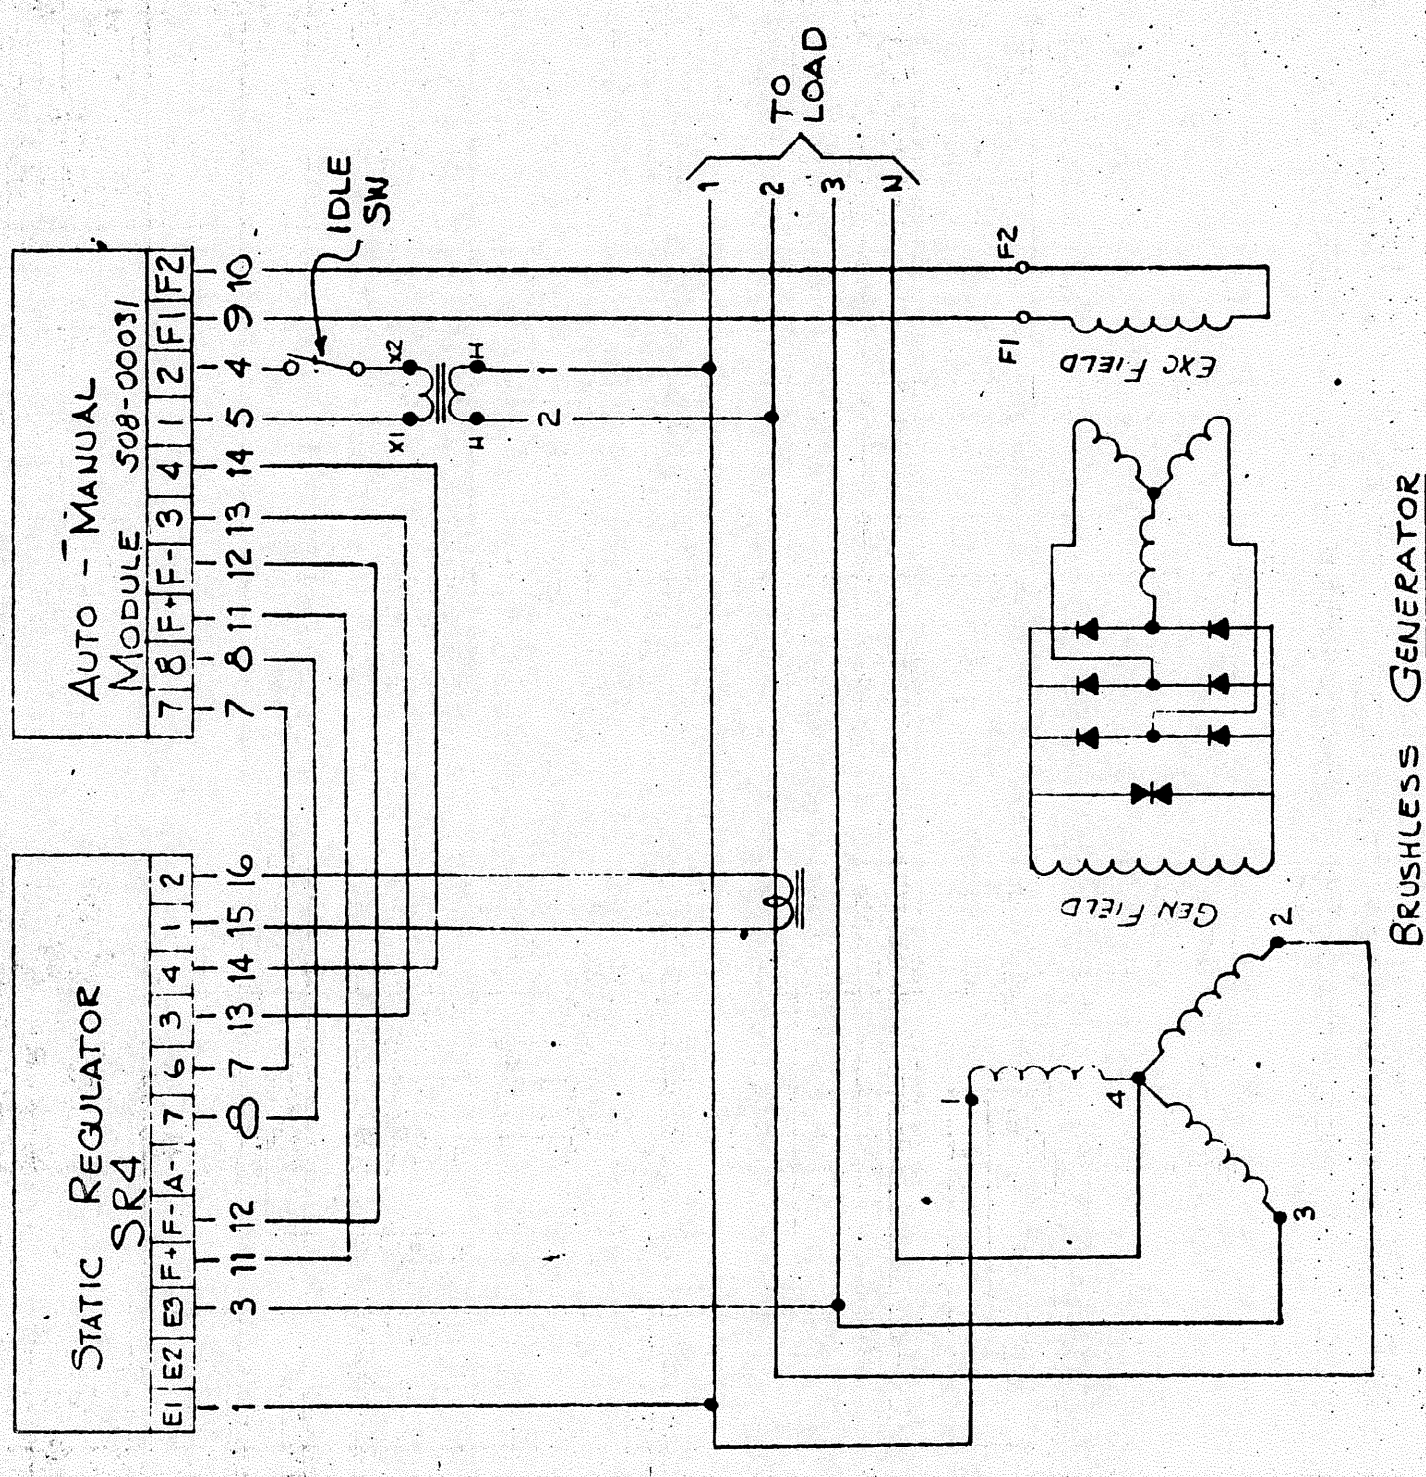 STATIC REGULATOR
SR4
E1 E2 E3 F+ F- A- 7 6 3 4 1 2
1 3 11 12 8 7 13 14 15 16
AUTO - MANUAL
MODULE 508-00031
7 8 F+ F- 3 4 1 2 F1 F2
7 8 11 12 13 14 5 4 9 10
IDLE
SW
X1 X2
H H
2 1
TO
LOAD
1
2
3
N
F1 F2
EXC FIELD
GEN FIELD
1
4
2
3
BRUSHLESS GENERATOR